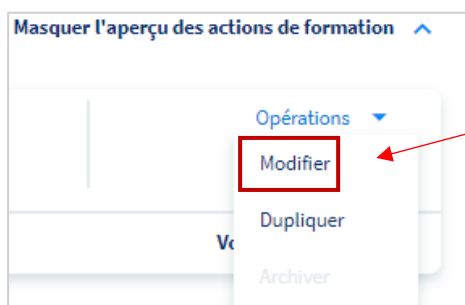 Masquer l'aperçu des actions de formation
Opérations
Modifier
Dupliquer
Archiver